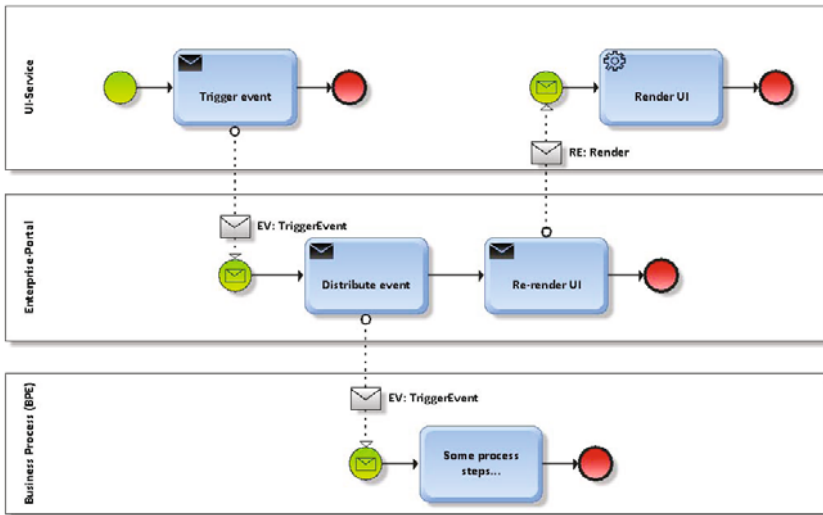 UI-Service
Trigger event
Render UI
RE: Render
Enterprise-Portal
EV: TriggerEvent
Distribute event
Re-render UI
Business Process (BPE)
EV: TriggerEvent
Some process
steps...